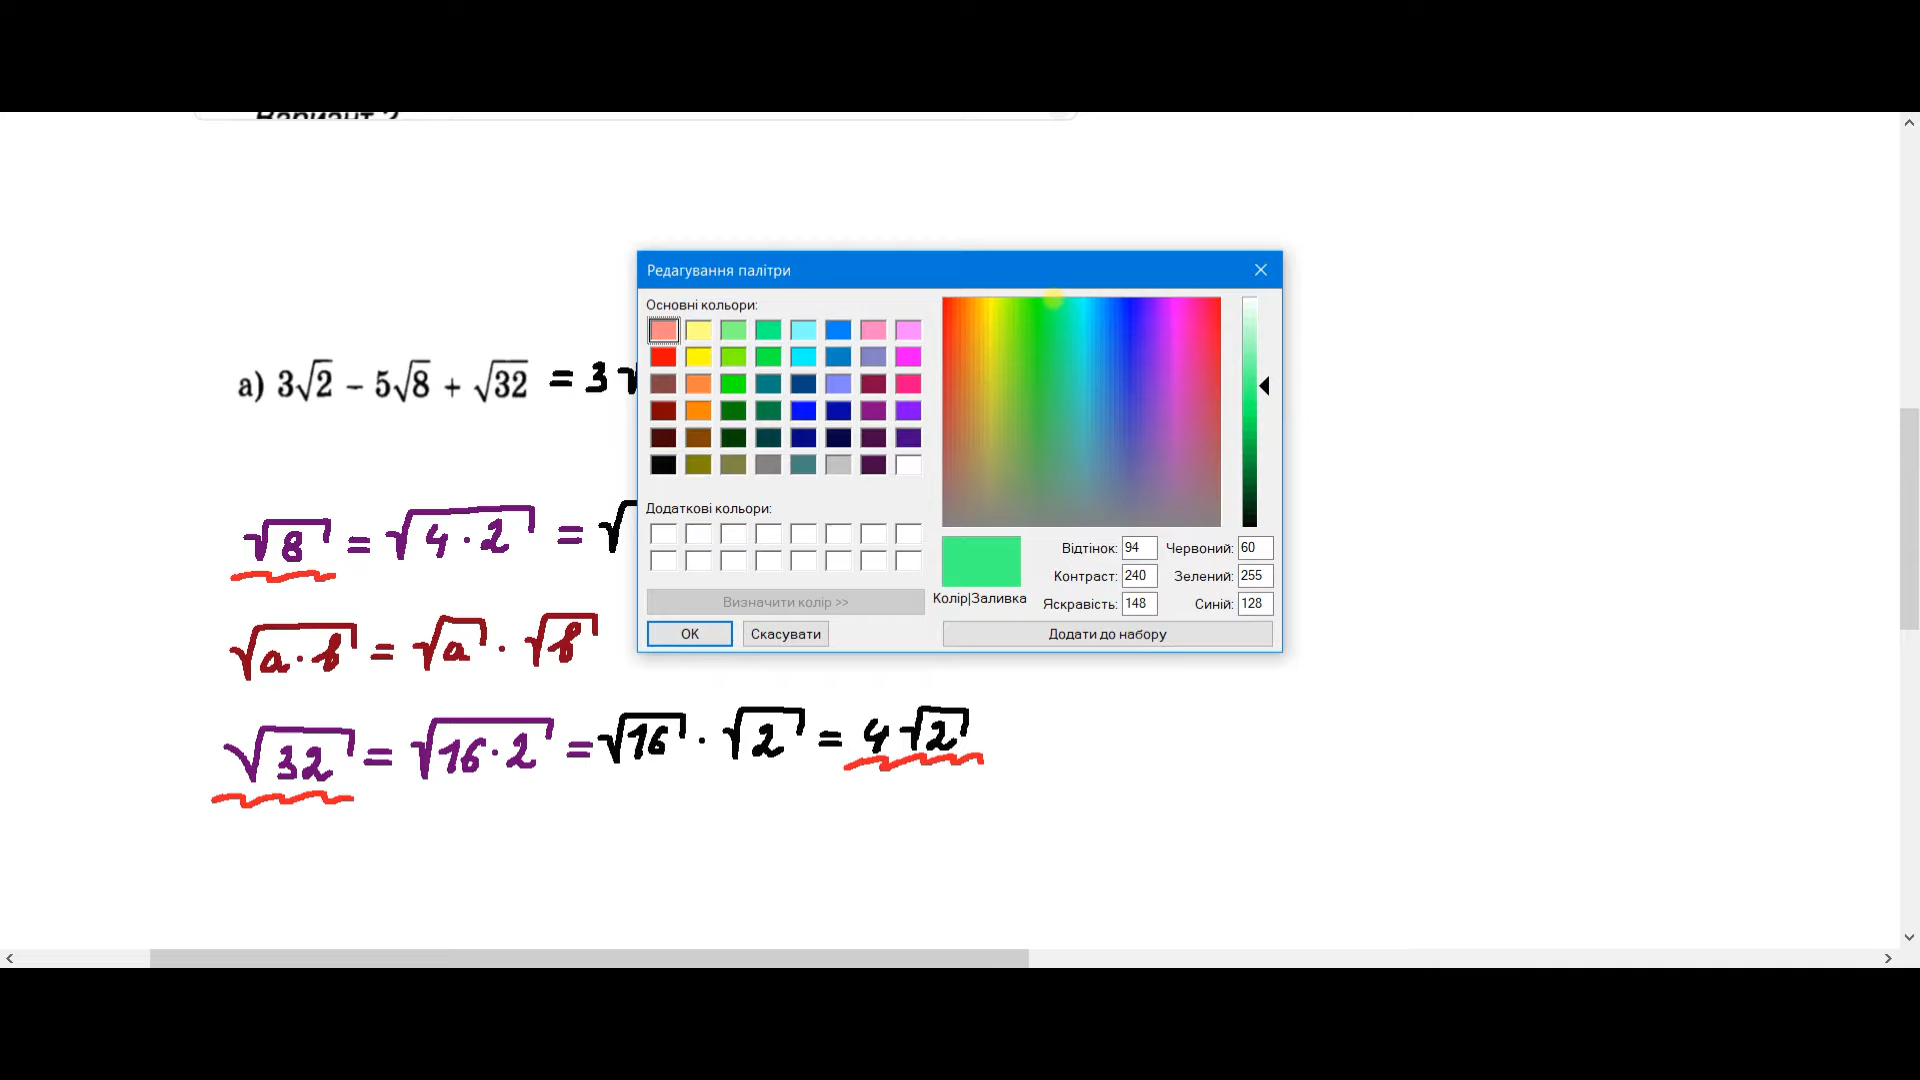 Вариант 2
а) 3√2 − 5√8 + √32 = 3√
√8 = √4·2 = √
√a·b = √a · √b
√32 = √16·2 = √16 · √2 = 4√2
Редагування палітри
Основні кольори:
Додаткові кольори:
Визначити колір >>
OK Скасувати
Колір|Заливка
Відтінок: 94 Червоний: 60
Контраст: 240 Зелений: 255
Яскравість: 148 Синій: 128
Додати до набору